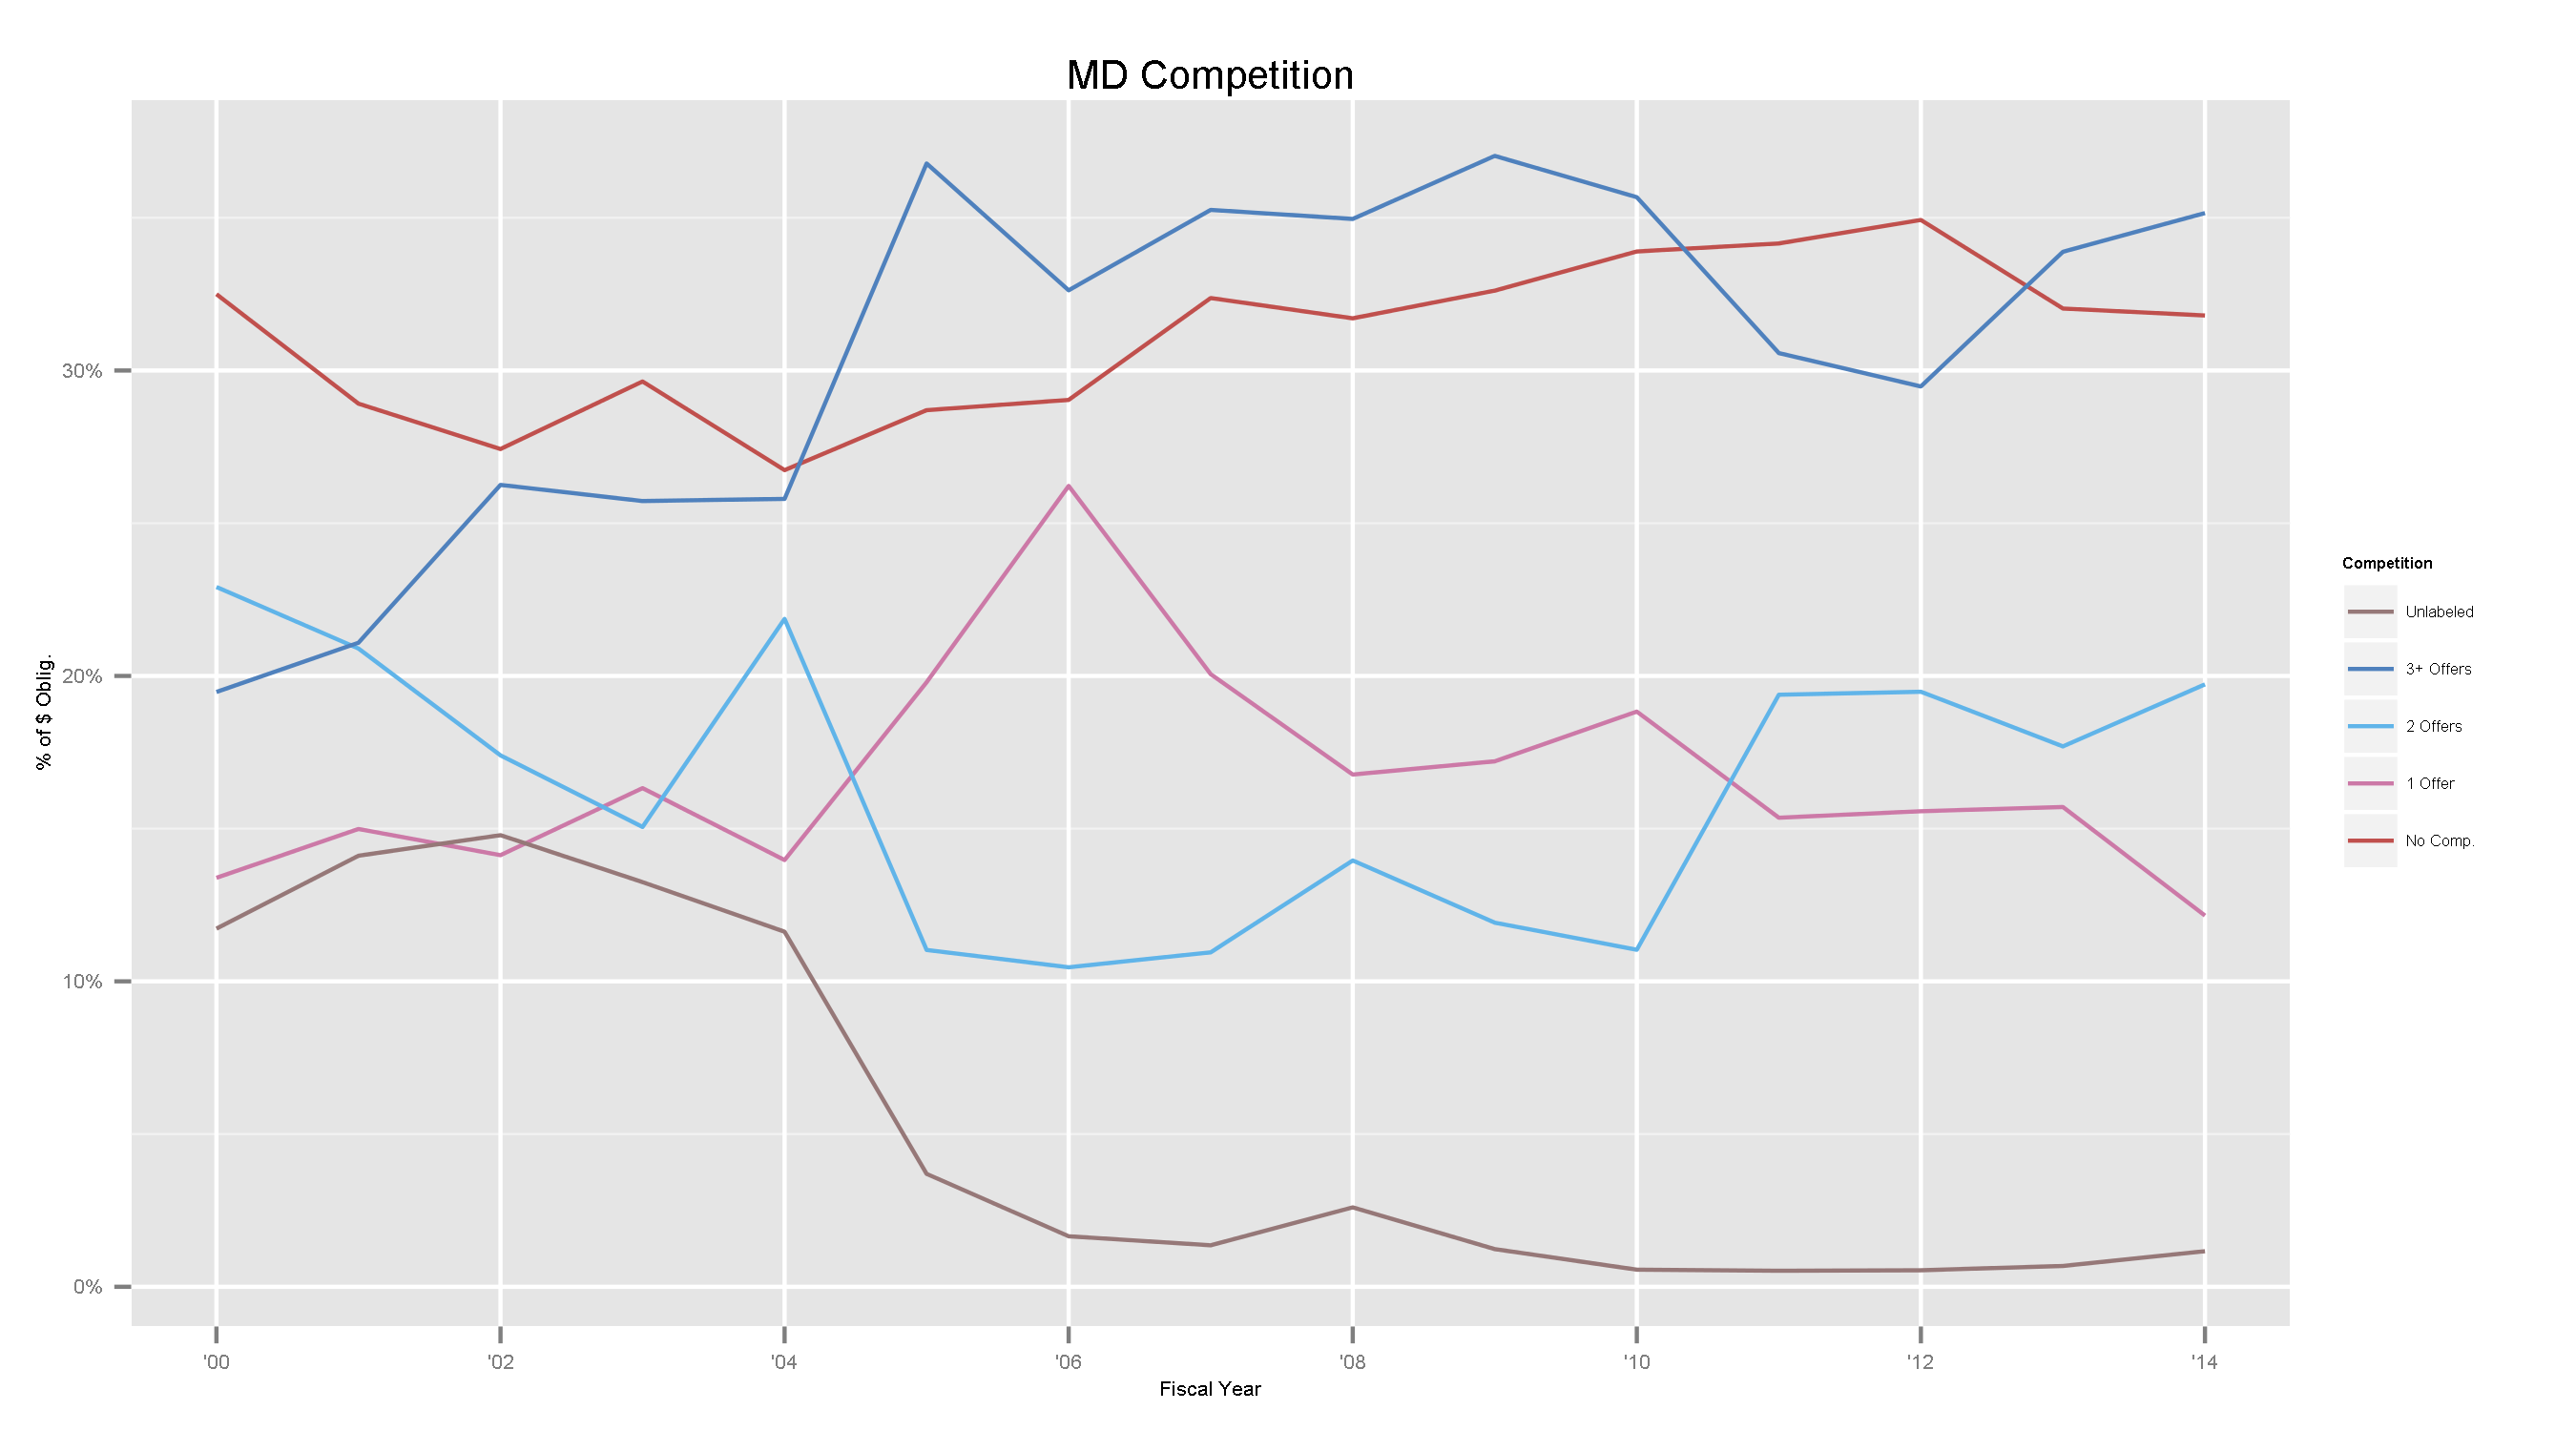 MD Competition
% of $ Oblig.
30%
20%
10%
0%
'00 '02 '04 '06 '08 '10 '12 '14
Fiscal Year
Competition
Unlabeled
3+ Offers
2 Offers
1 Offer
No Comp.